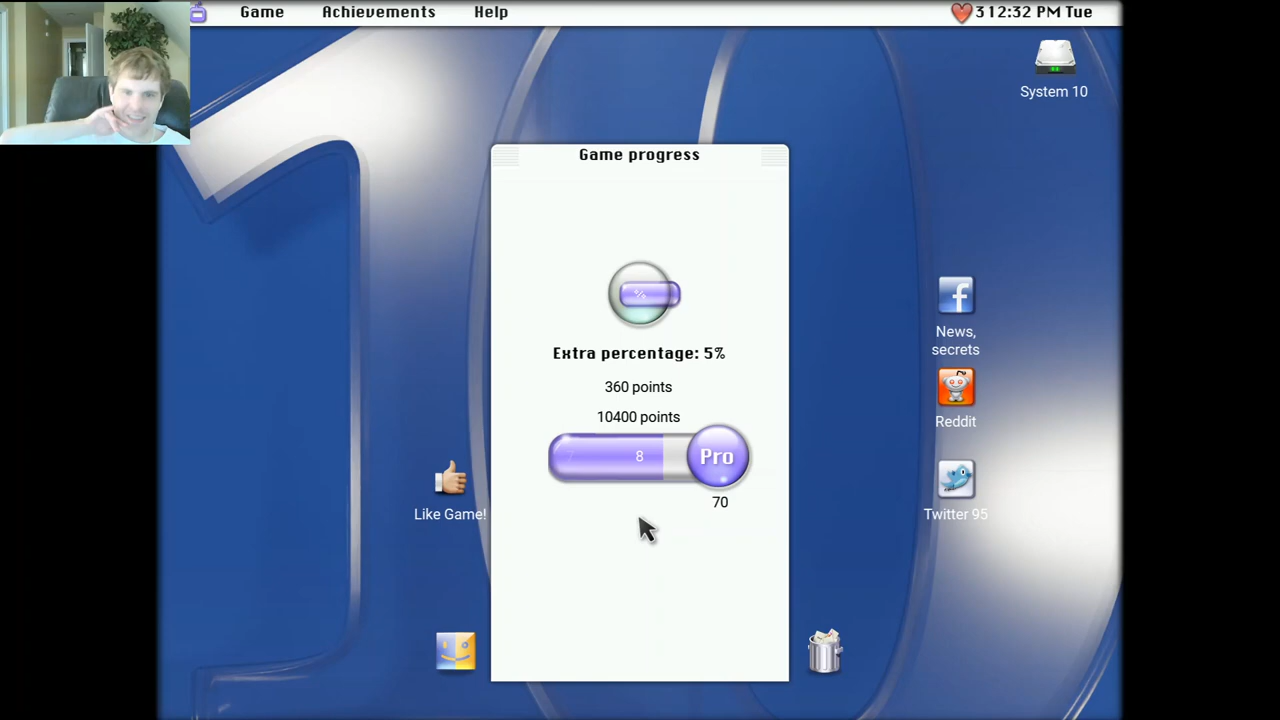 Game Achievements Help
3 12:32 PM Tue
System 10
Game progress
%
Extra percentage: 5%
360 points
10400 points
7 8 Pro
70
Like Game!
News,
secrets
Reddit
Twitter 95